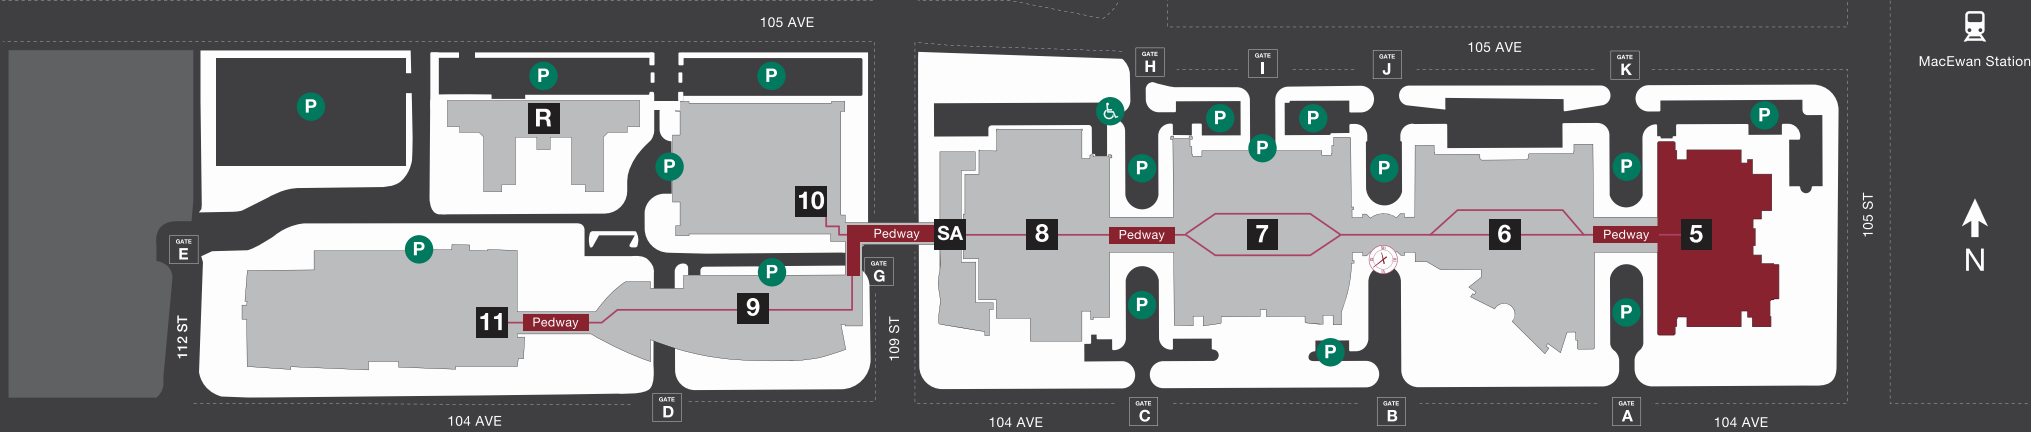 105 AVE
105 AVE
GATE
H
GATE
I
GATE
J
GATE
K
MacEwan Station
P
P
P
P
R
P
P
P
P
P
P
P
P
10
Pedway
SA
8
Pedway
7
6
Pedway
5
105 ST
N
GATE
E
P
P
GATE
G
9
11
Pedway
112 ST
109 ST
P
P
P
GATE
D
GATE
C
GATE
B
GATE
A
104 AVE
104 AVE
104 AVE